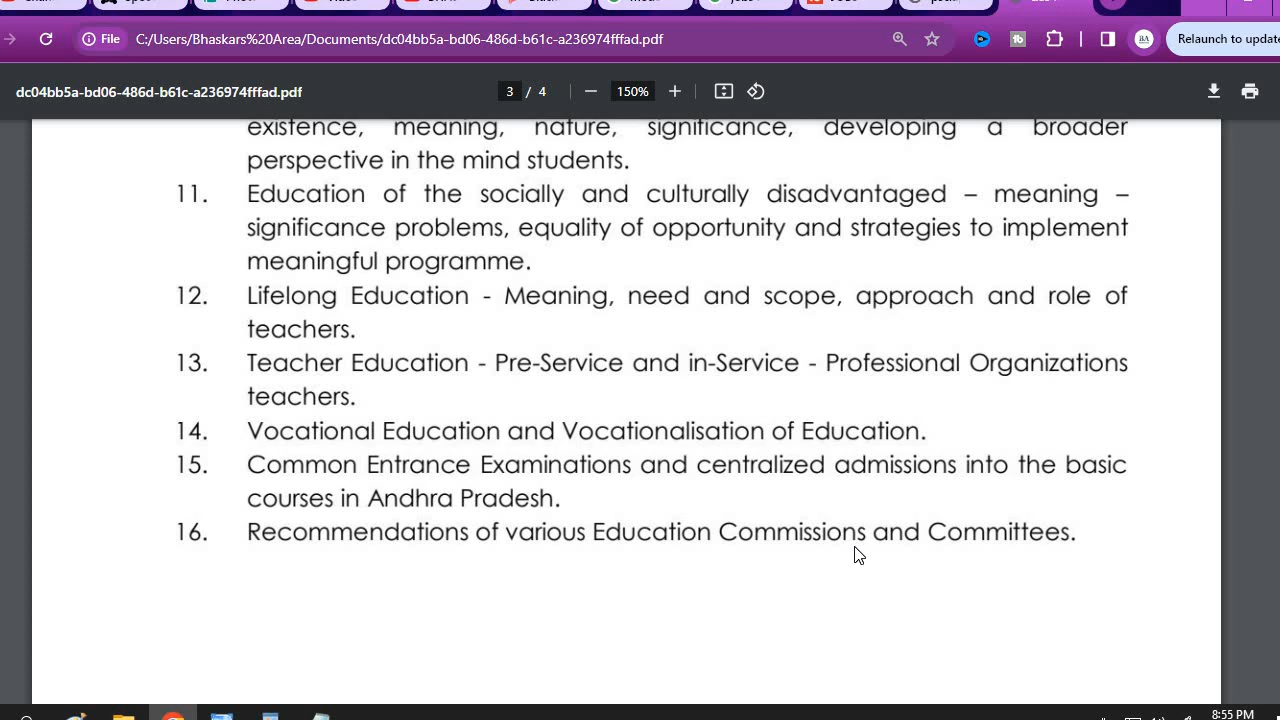 File
C:/Users/Bhaskars%20Area/Documents/dc04bb5a-bd06-486d-b61c-a236974fffad.pdf
BA
Relaunch to update
dc04bb5a-bd06-486d-b61c-a236974fffad.pdf
3 / 4
150%
existence, meaning, nature, significance, developing a broader
perspective in the mind students.
11. Education of the socially and culturally disadvantaged – meaning –
significance problems, equality of opportunity and strategies to implement
meaningful programme.
12. Lifelong Education - Meaning, need and scope, approach and role of
teachers.
13. Teacher Education - Pre-Service and in-Service - Professional Organizations
teachers.
14. Vocational Education and Vocationalisation of Education.
15. Common Entrance Examinations and centralized admissions into the basic
courses in Andhra Pradesh.
16. Recommendations of various Education Commissions and Committees.
8:55 PM